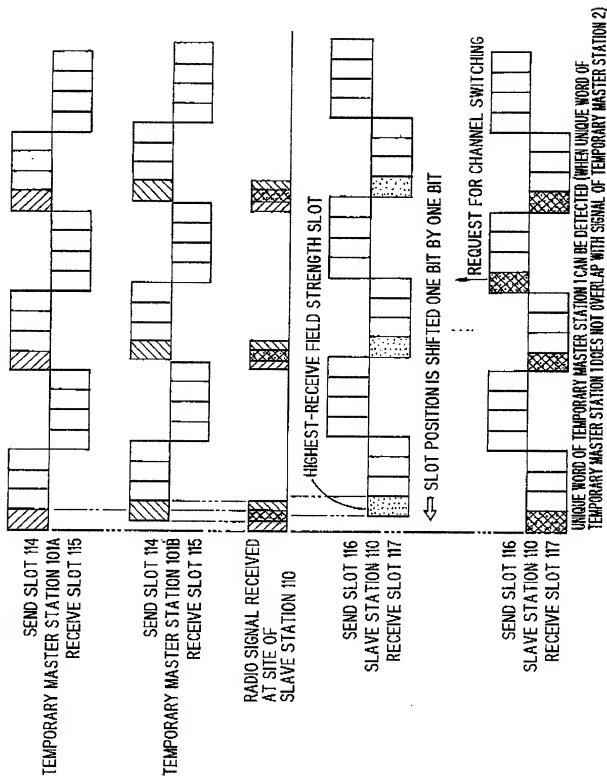 SEND SLOT 114
TEMPORARY MASTER STATION 101A
RECEIVE SLOT 115
SEND SLOT 114
TEMPORARY MASTER STATION 101B
RECEIVE SLOT 115
RADIO SIGNAL RECEIVED
AT SITE OF
SLAVE STATION 110
HIGHEST-RECEIVE FIELD STRENGTH SLOT
SEND SLOT 116
SLAVE STATION 110
RECEIVE SLOT 117
⇐ SLOT POSITION IS SHIFTED ONE BIT BY ONE BIT
REQUEST FOR CHANNEL SWITCHING
SEND SLOT 116
SLAVE STATION 110
RECEIVE SLOT 117
UNIQUE WORD OF TEMPORARY MASTER STATION 1 CAN BE DETECTED (WHEN UNIQUE WORD OF
TEMPORARY MASTER STATION 1 DOES NOT OVERLAP WITH SIGNAL OF TEMPORARY MASTER STATION 2)